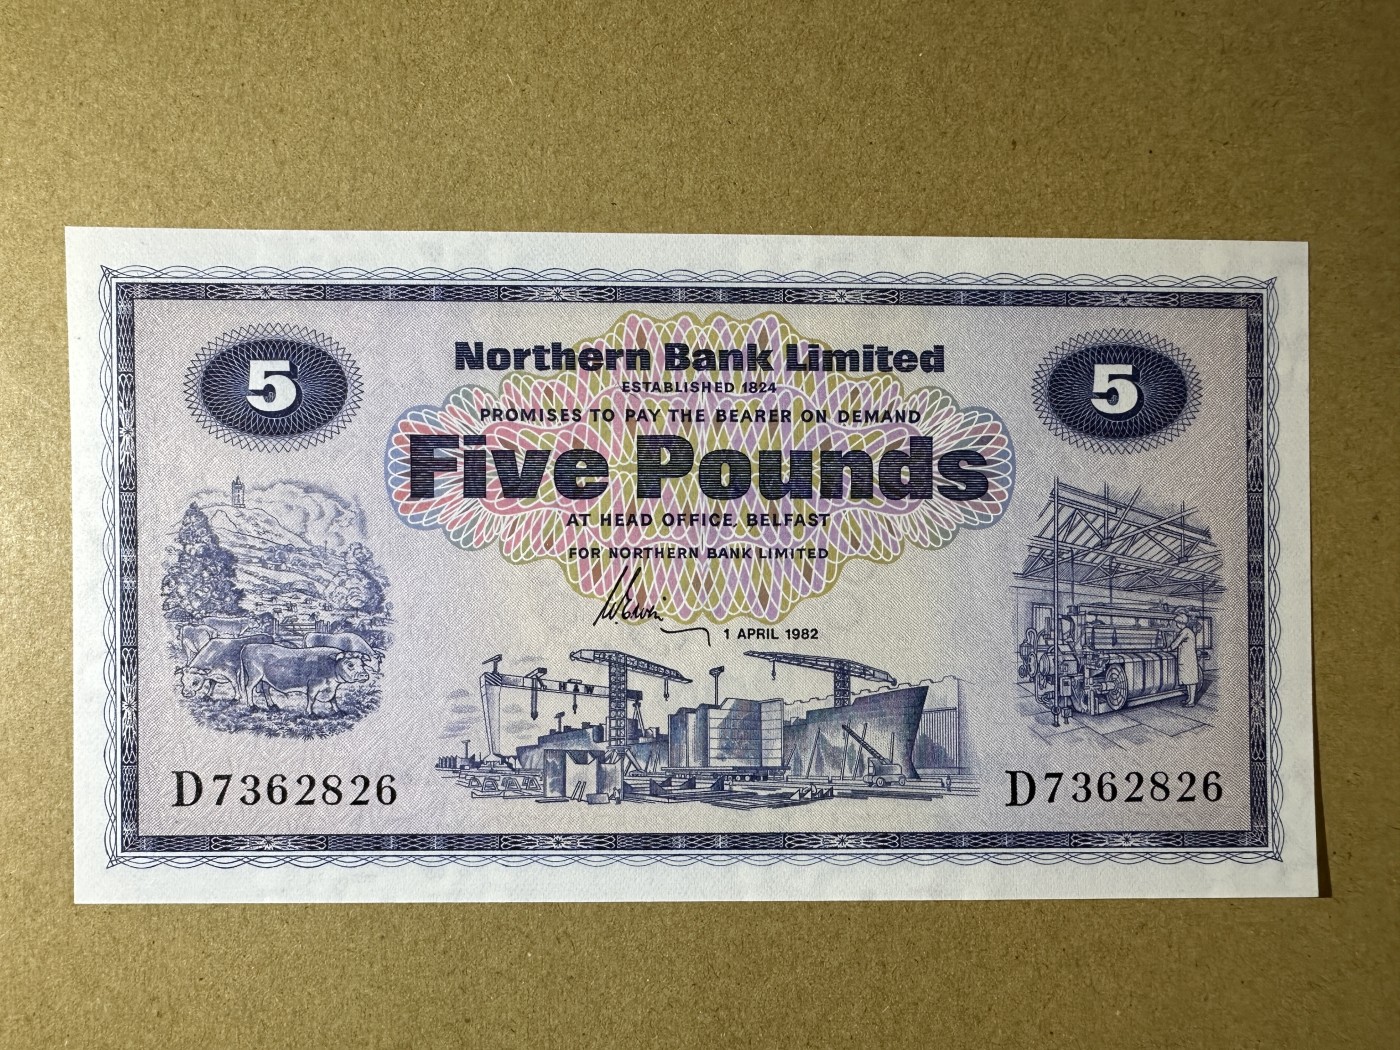 5
Northern Bank Limited
5
ESTABLISHED 1824
PROMISES TO PAY THE BEARER ON DEMAND
Five Pounds
AT HEAD OFFICE, BELFAST
FOR NORTHERN BANK LIMITED
1 APRIL 1982
H&W
D7362826
D7362826